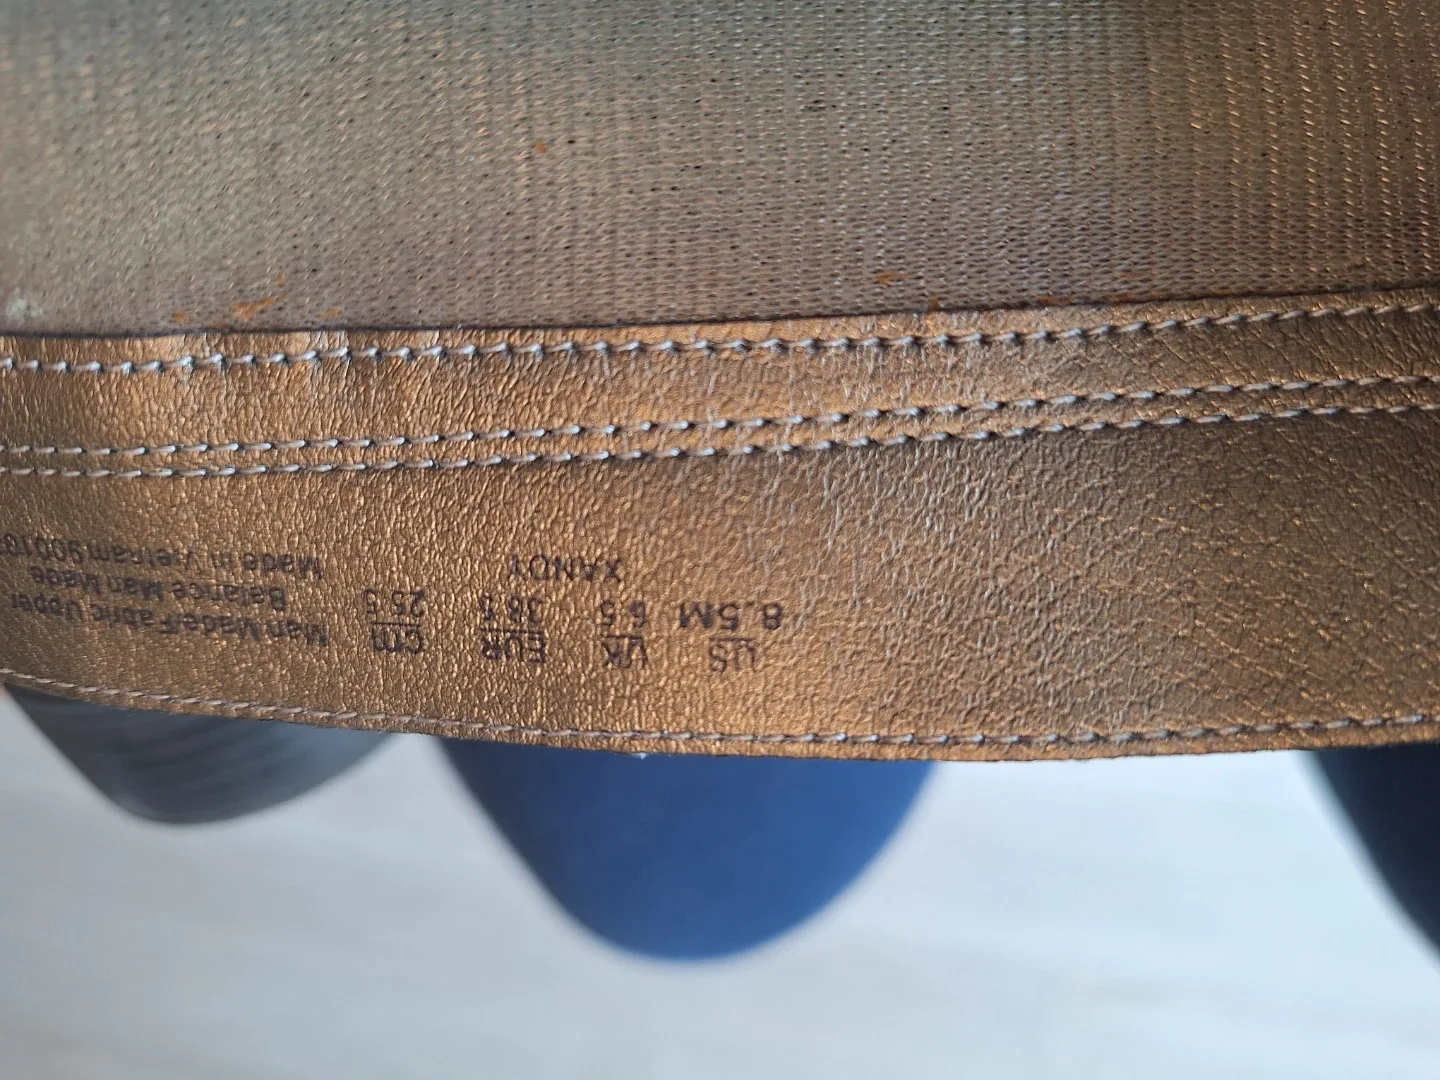 US UK EUR cm
8.5M 6.5 38.5 25.5
XANDY
Man Made Fabric Upper
Balance Man Made
Made in Vietnam